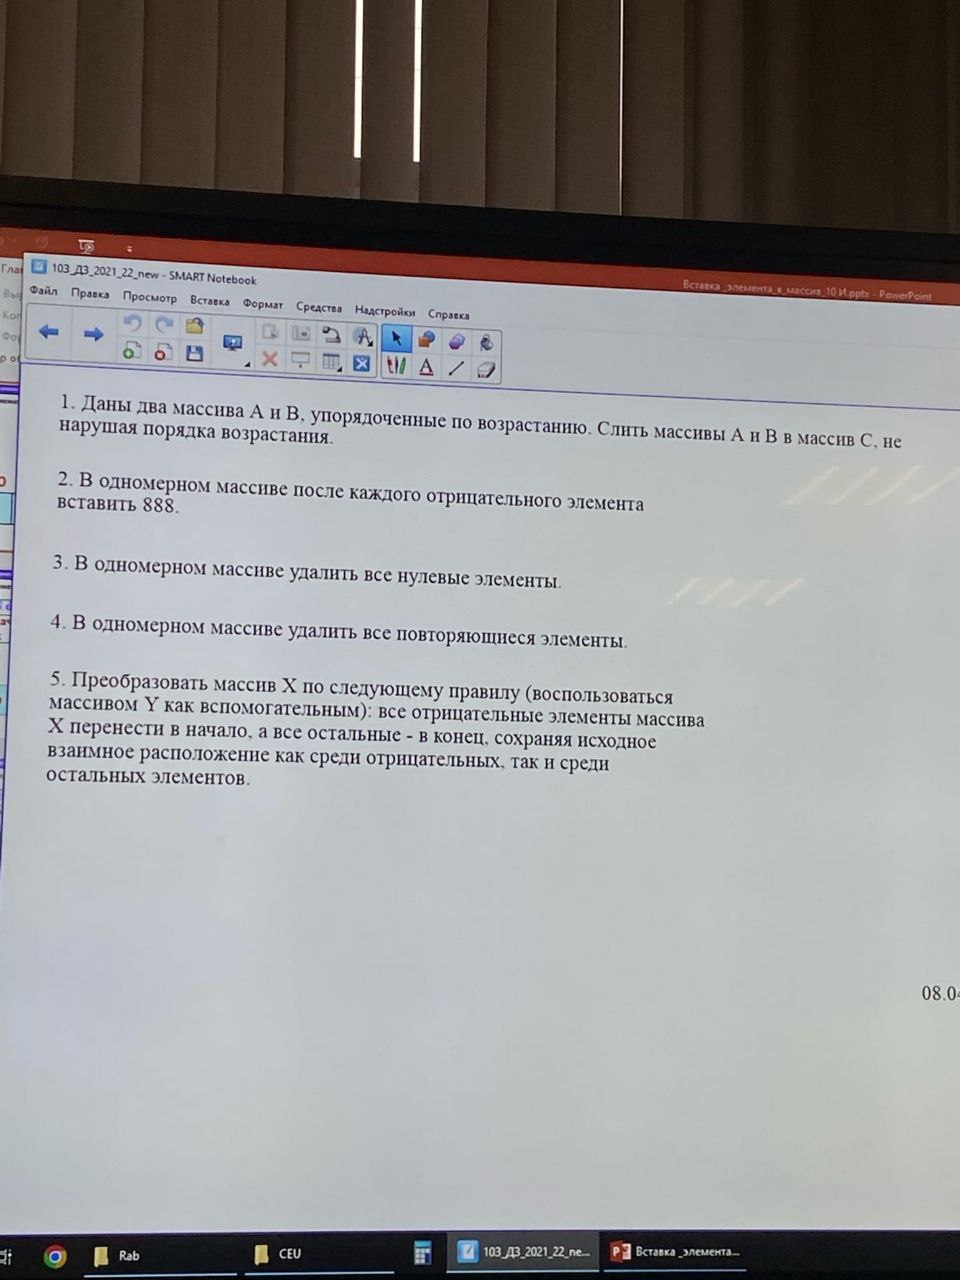 103_ДЗ_2021_22_new - SMART Notebook
Вставка _элемента_в_массив_10 И.pptx - PowerPoint
Файл Правка Просмотр Вставка Формат Средства Надстройки Справка
1. Даны два массива А и В, упорядоченные по возрастанию. Слить массивы А и В в массив С, не
нарушая порядка возрастания.
2. В одномерном массиве после каждого отрицательного элемента
вставить 888.
3. В одномерном массиве удалить все нулевые элементы.
4. В одномерном массиве удалить все повторяющиеся элементы.
5. Преобразовать массив Х по следующему правилу (воспользоваться
массивом Y как вспомогательным): все отрицательные элементы массива
Х перенести в начало, а все остальные - в конец, сохраняя исходное
взаимное расположение как среди отрицательных, так и среди
остальных элементов.
08.0
Rab
CEU
103_ДЗ_2021_22_ne...
Вставка _элемента...